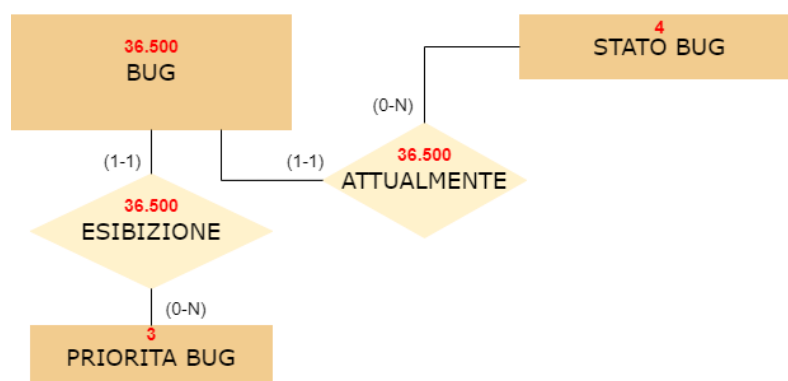 36.500
BUG
4
STATO BUG
(0-N)
(1-1)
(1-1)
36.500
ATTUALMENTE
36.500
ESIBIZIONE
(0-N)
3
PRIORITA BUG